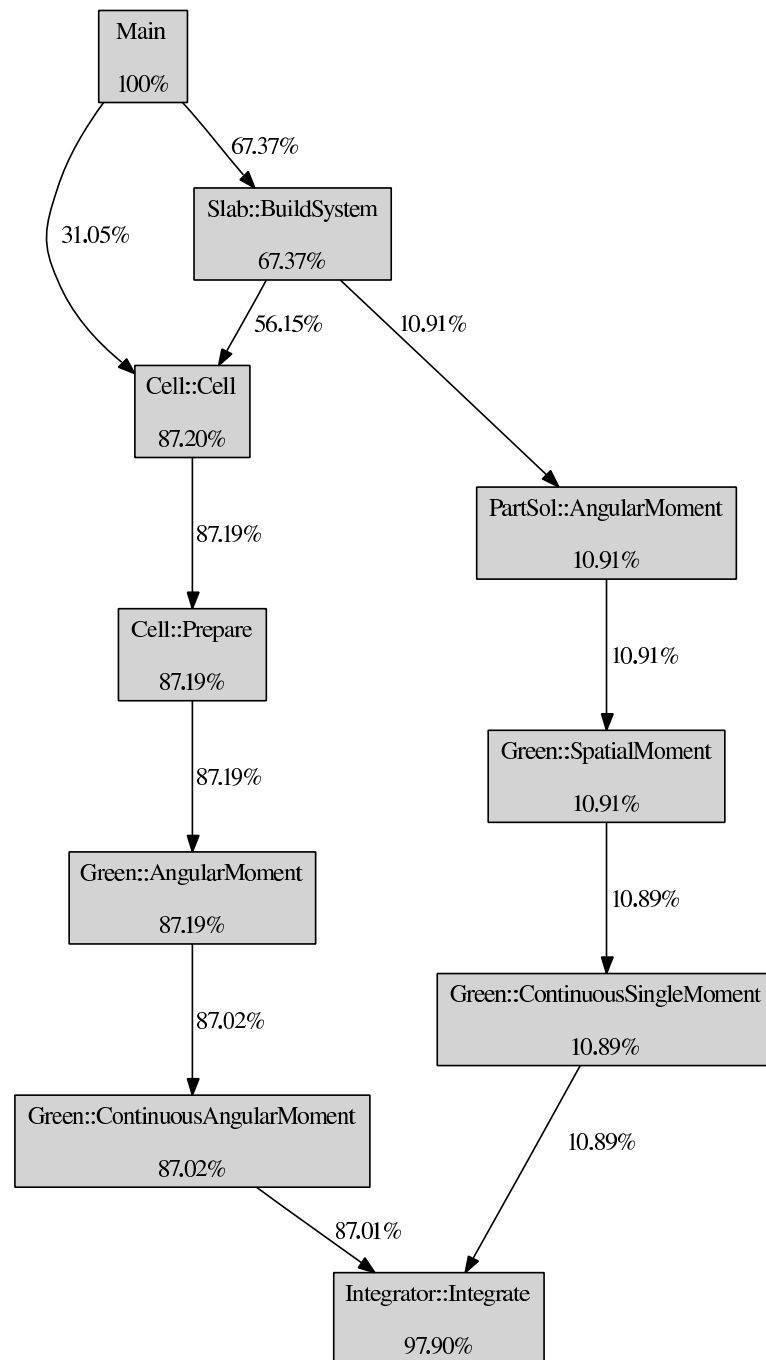 Main
100%
67.37%
31.05%
Slab::BuildSystem
67.37%
56.15%
10.91%
Cell::Cell
87.20%
87.19%
PartSol::AngularMoment
10.91%
Cell::Prepare
87.19%
10.91%
87.19%
Green::SpatialMoment
10.91%
Green::AngularMoment
87.19%
10.89%
87.02%
Green::ContinuousSingleMoment
10.89%
Green::ContinuousAngularMoment
87.02%
10.89%
87.01%
Integrator::Integrate
97.90%